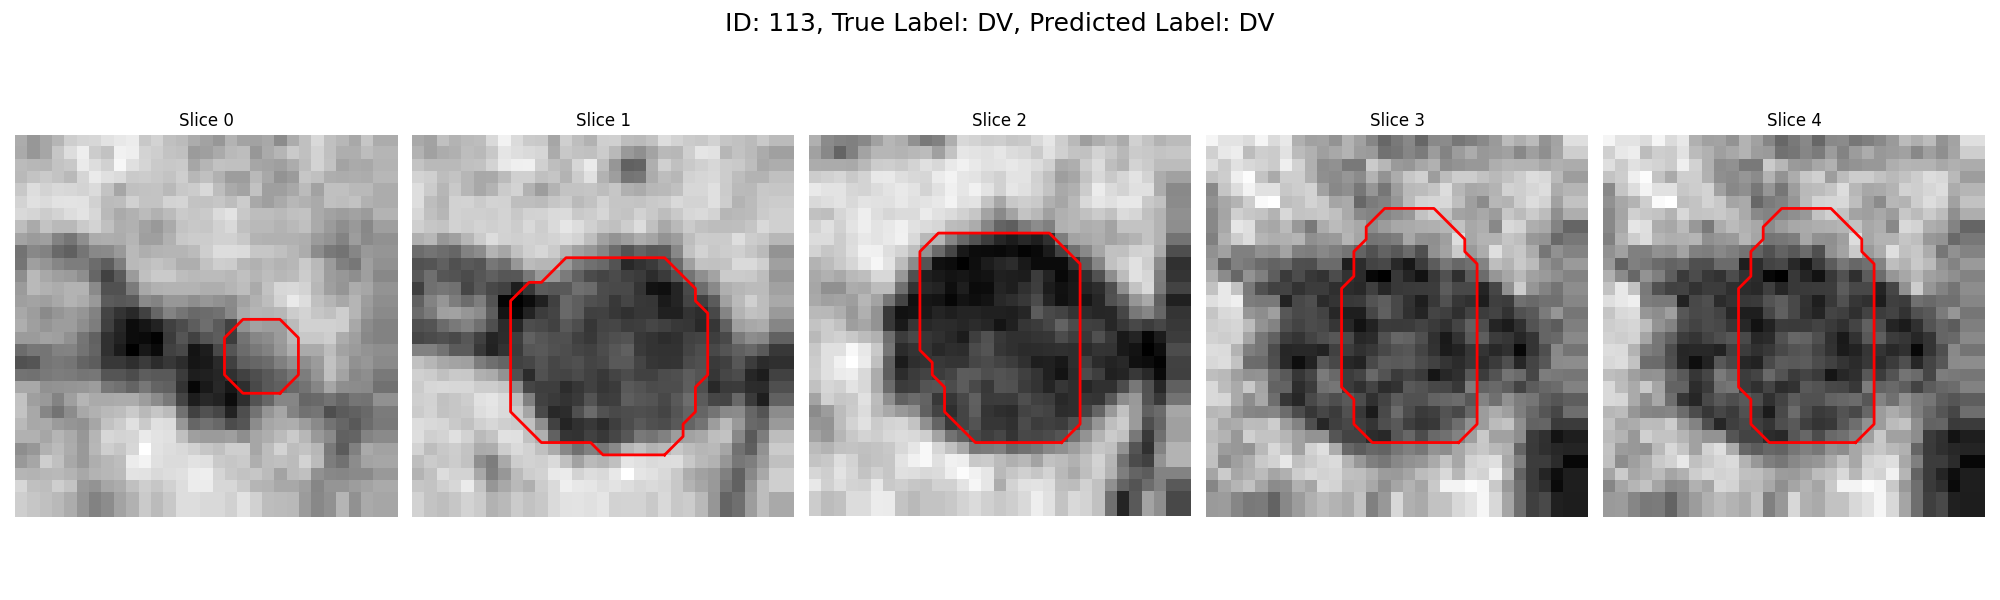 ID: 113, True Label: DV, Predicted Label: DV
Slice 0
Slice 1
Slice 2
Slice 3
Slice 4